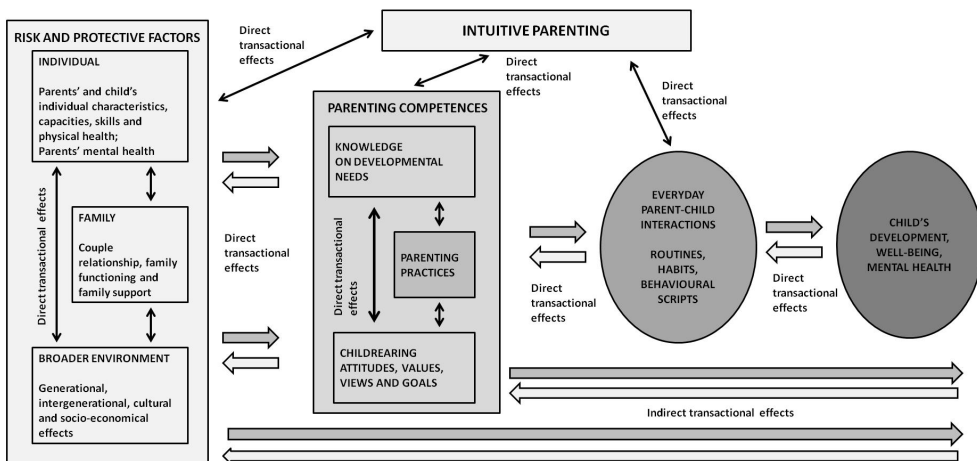 RISK AND PROTECTIVE FACTORS
INDIVIDUAL
Parents' and child's
individual characteristics,
capacities, skills and
physical health;
Parents' mental health
Direct transactional effects
FAMILY
Couple
relationship, family
functioning and
family support
BROADER ENVIRONMENT
Generational,
intergenerational, cultural
and socio-economical
effects
Direct
transactional
effects
INTUITIVE PARENTING
Direct
transactional
effects
Direct
transactional
effects
Direct
transactional
effects
PARENTING COMPETENCES
KNOWLEDGE
ON DEVELOPMENTAL
NEEDS
Direct transactional
effects
PARENTING
PRACTICES
CHILDREARING
ATTITUDES, VALUES,
VIEWS AND GOALS
Direct
transactional
effects
EVERYDAY
PARENT-CHILD
INTERACTIONS
ROUTINES,
HABITS,
BEHAVIOURAL
SCRIPTS
Direct
transactional
effects
CHILD'S
DEVELOPMENT,
WELL-BEING,
MENTAL HEALTH
Indirect transactional effects